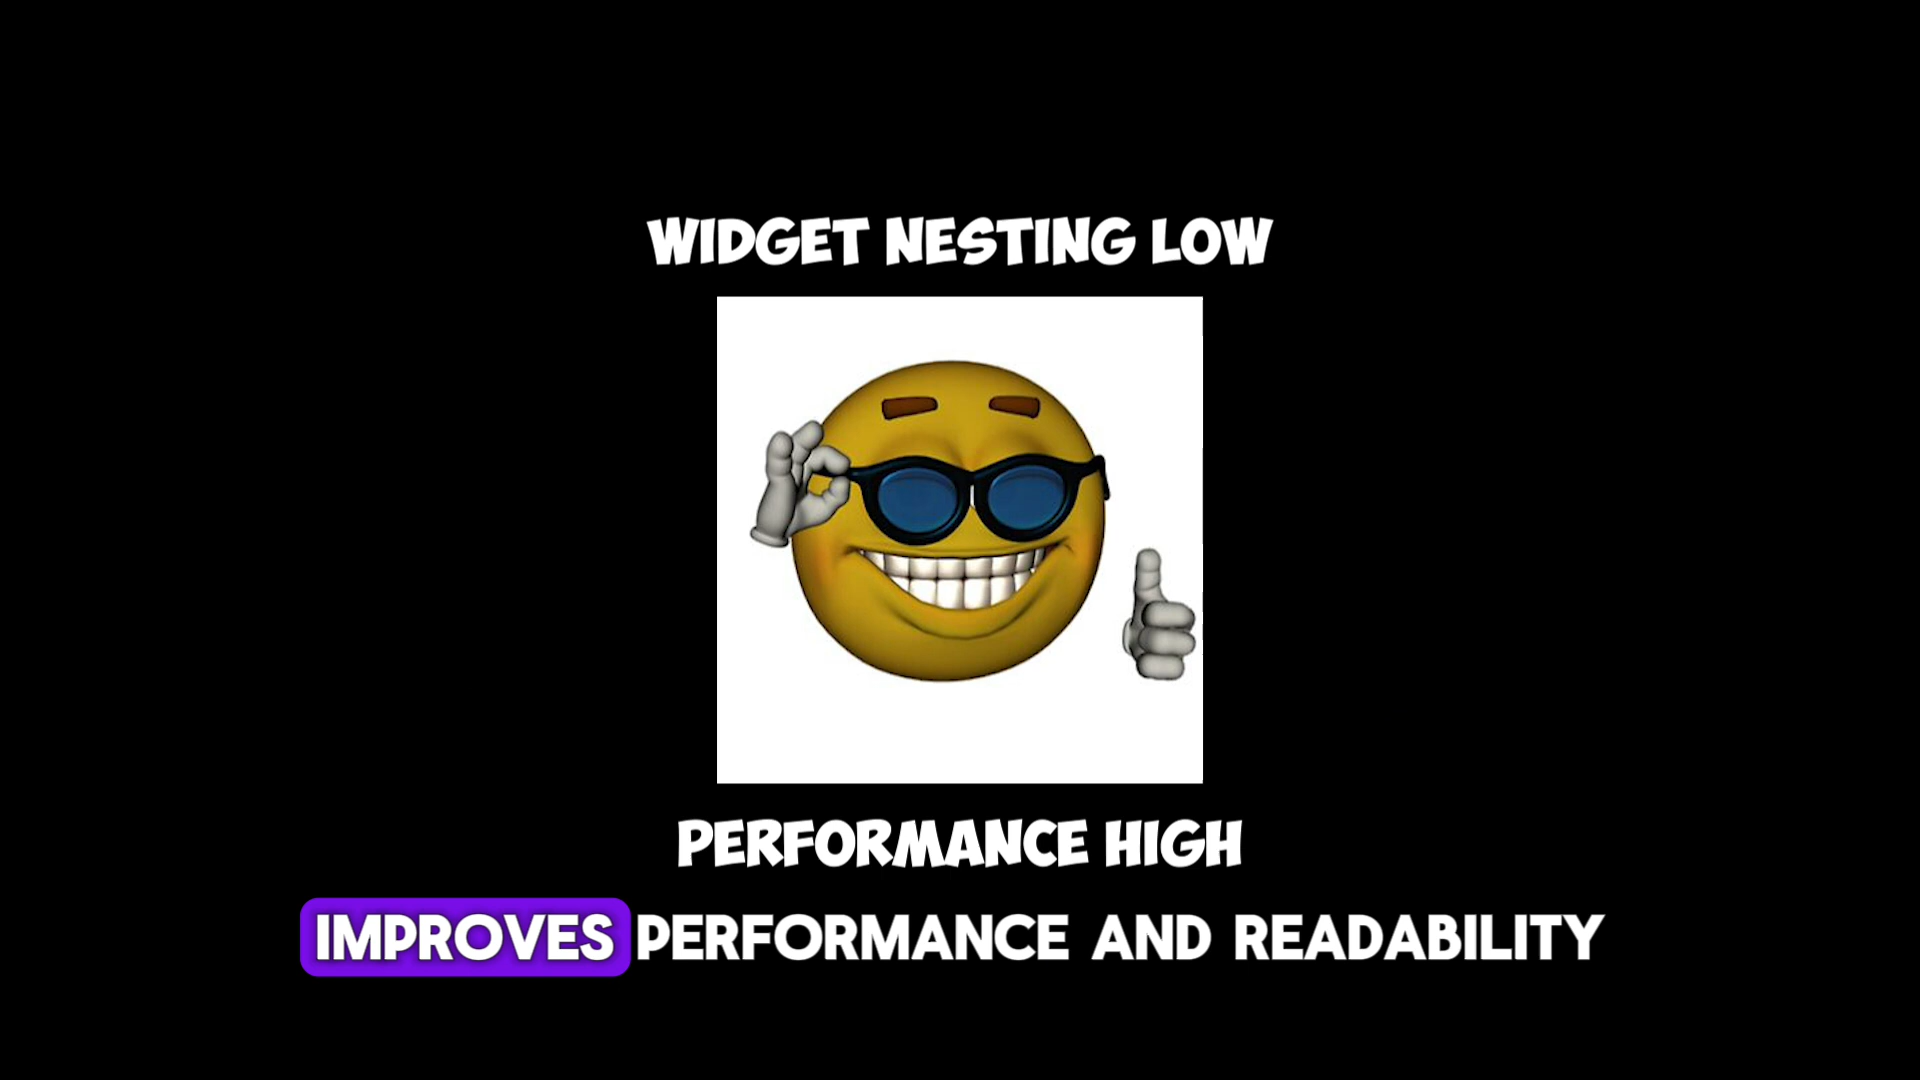 WIDGET NESTING LOW
PERFORMANCE HIGH
IMPROVES PERFORMANCE AND READABILITY